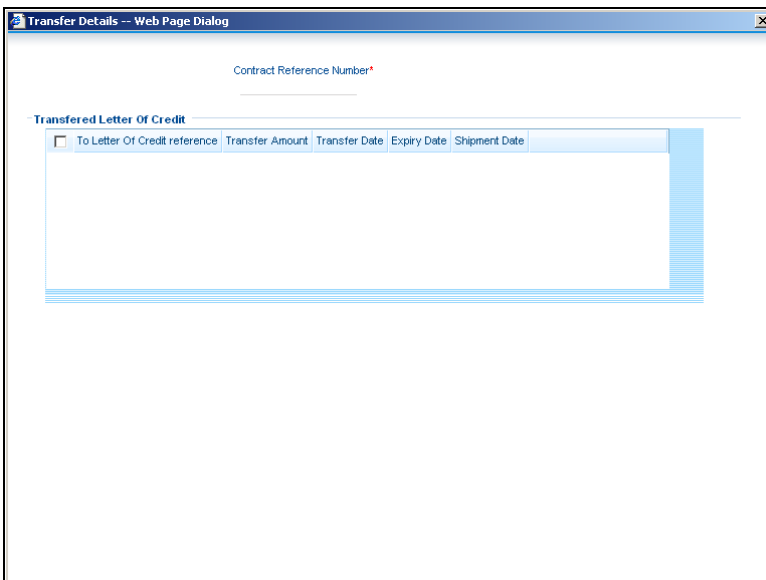 Transfer Details -- Web Page Dialog
Contract Reference Number*
Transfered Letter Of Credit
To Letter Of Credit reference Transfer Amount Transfer Date Expiry Date Shipment Date